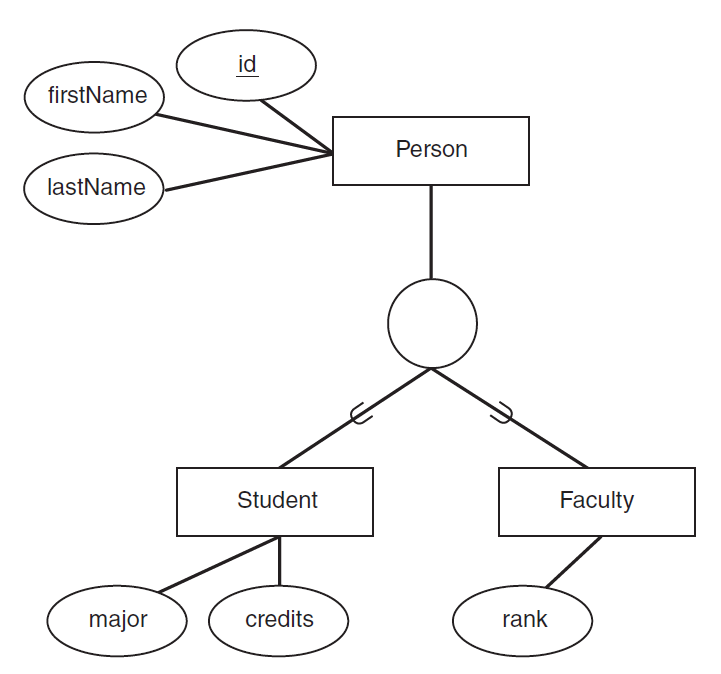 id
firstName
Person
lastName
Student
Faculty
major
credits
rank